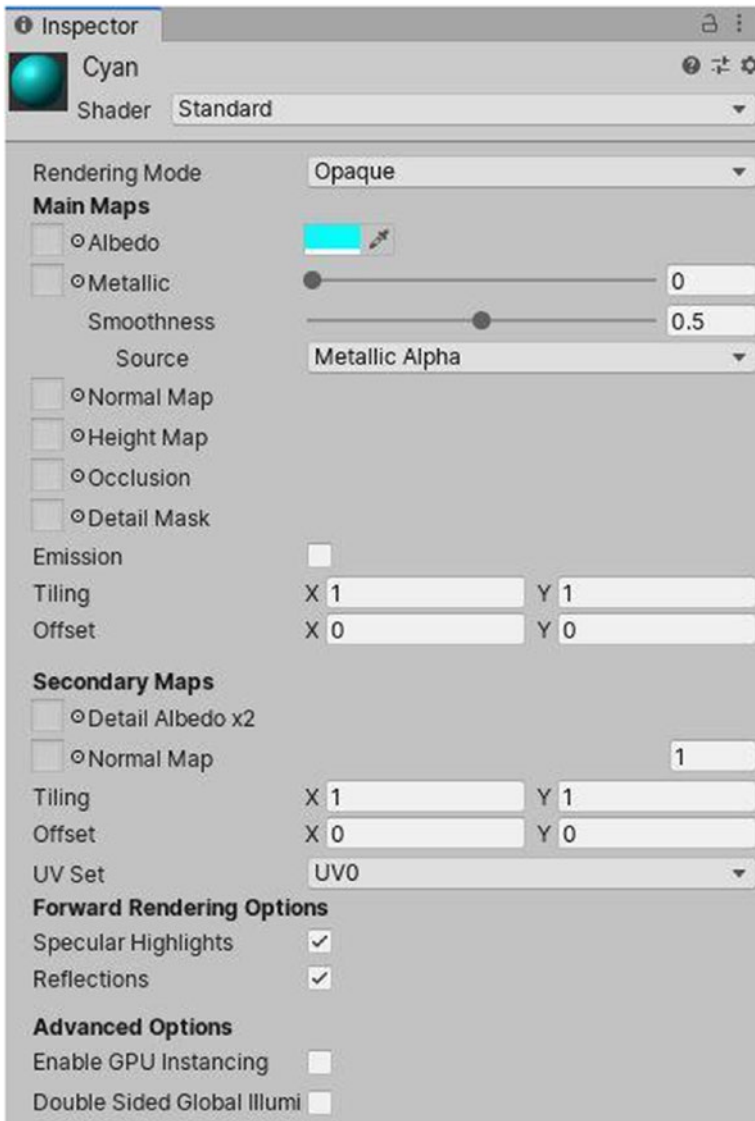 Inspector
Cyan
Shader Standard
Rendering Mode Opaque
Main Maps
Albedo
Metallic 0
Smoothness 0.5
Source Metallic Alpha
Normal Map
Height Map
Occlusion
Detail Mask
Emission
Tiling X 1 Y 1
Offset X 0 Y 0
Secondary Maps
Detail Albedo x2
Normal Map 1
Tiling X 1 Y 1
Offset X 0 Y 0
UV Set UV0
Forward Rendering Options
Specular Highlights
Reflections
Advanced Options
Enable GPU Instancing
Double Sided Global Illumi